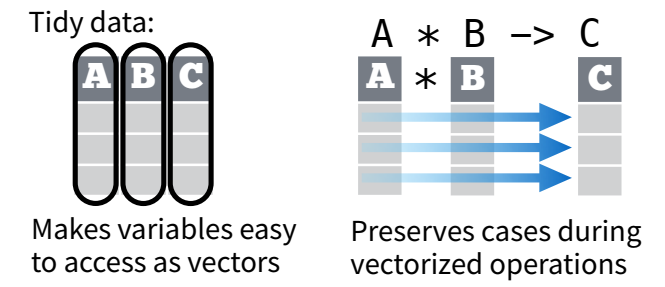 Tidy data:
A B C
Makes variables easy
to access as vectors
A * B -> C
A * B C
Preserves cases during
vectorized operations